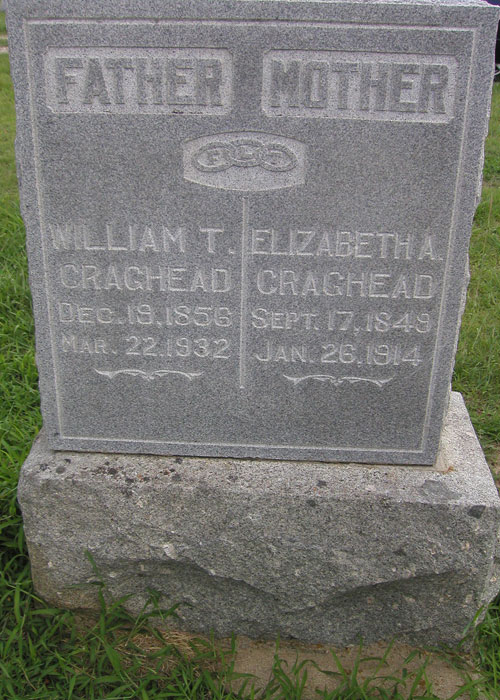 FATHER
MOTHER
F L T
WILLIAM T.
CRAGHEAD
DEC. 19, 1856
MAR. 22, 1932
ELIZABETH A.
CRAGHEAD
SEPT. 17, 1849
JAN. 26, 1914